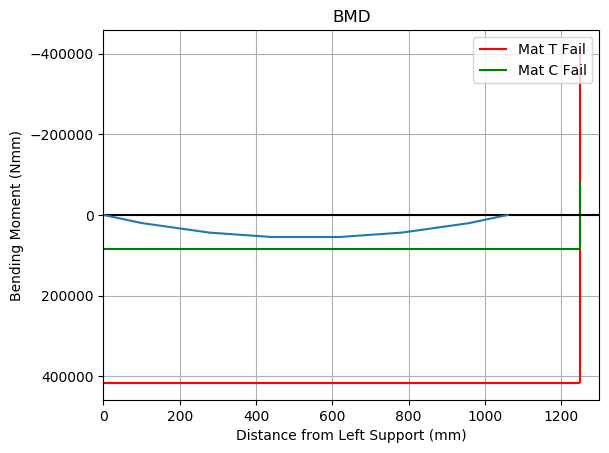 BMD
Mat T Fail
Mat C Fail
Bending Moment (Nmm)
−400000
−200000
0
200000
400000
0 200 400 600 800 1000 1200
Distance from Left Support (mm)